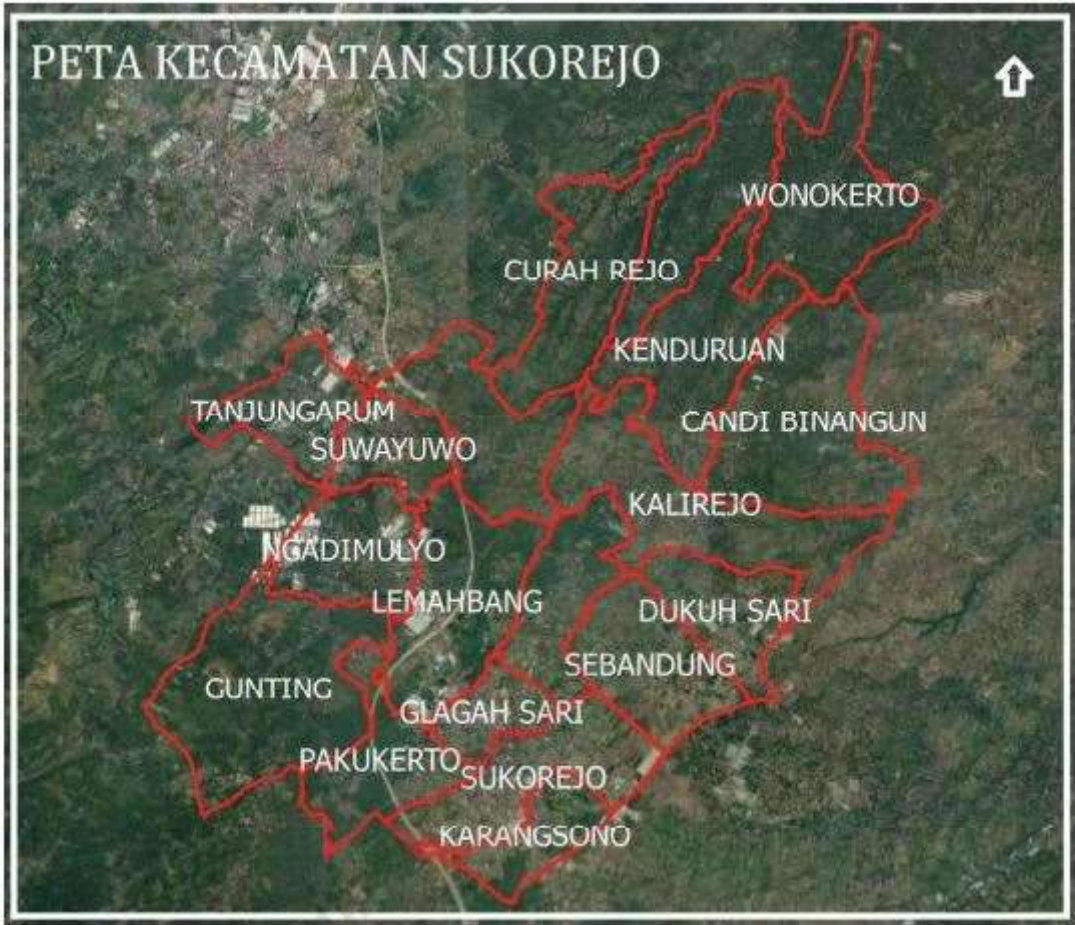 PETA KECAMATAN SUKOREJO
WONOKERTO
CURAH REJO
KENDURUAN
TANJUNGARUM
CANDI BINANGUN
SUWAYUWO
KALIREJO
NGADIMULYO
LEMAHBANG
DUKUH SARI
SEBANDUNG
GUNTING
GLAGAH SARI
PAKUKERTO
SUKOREJO
KARANGSONO